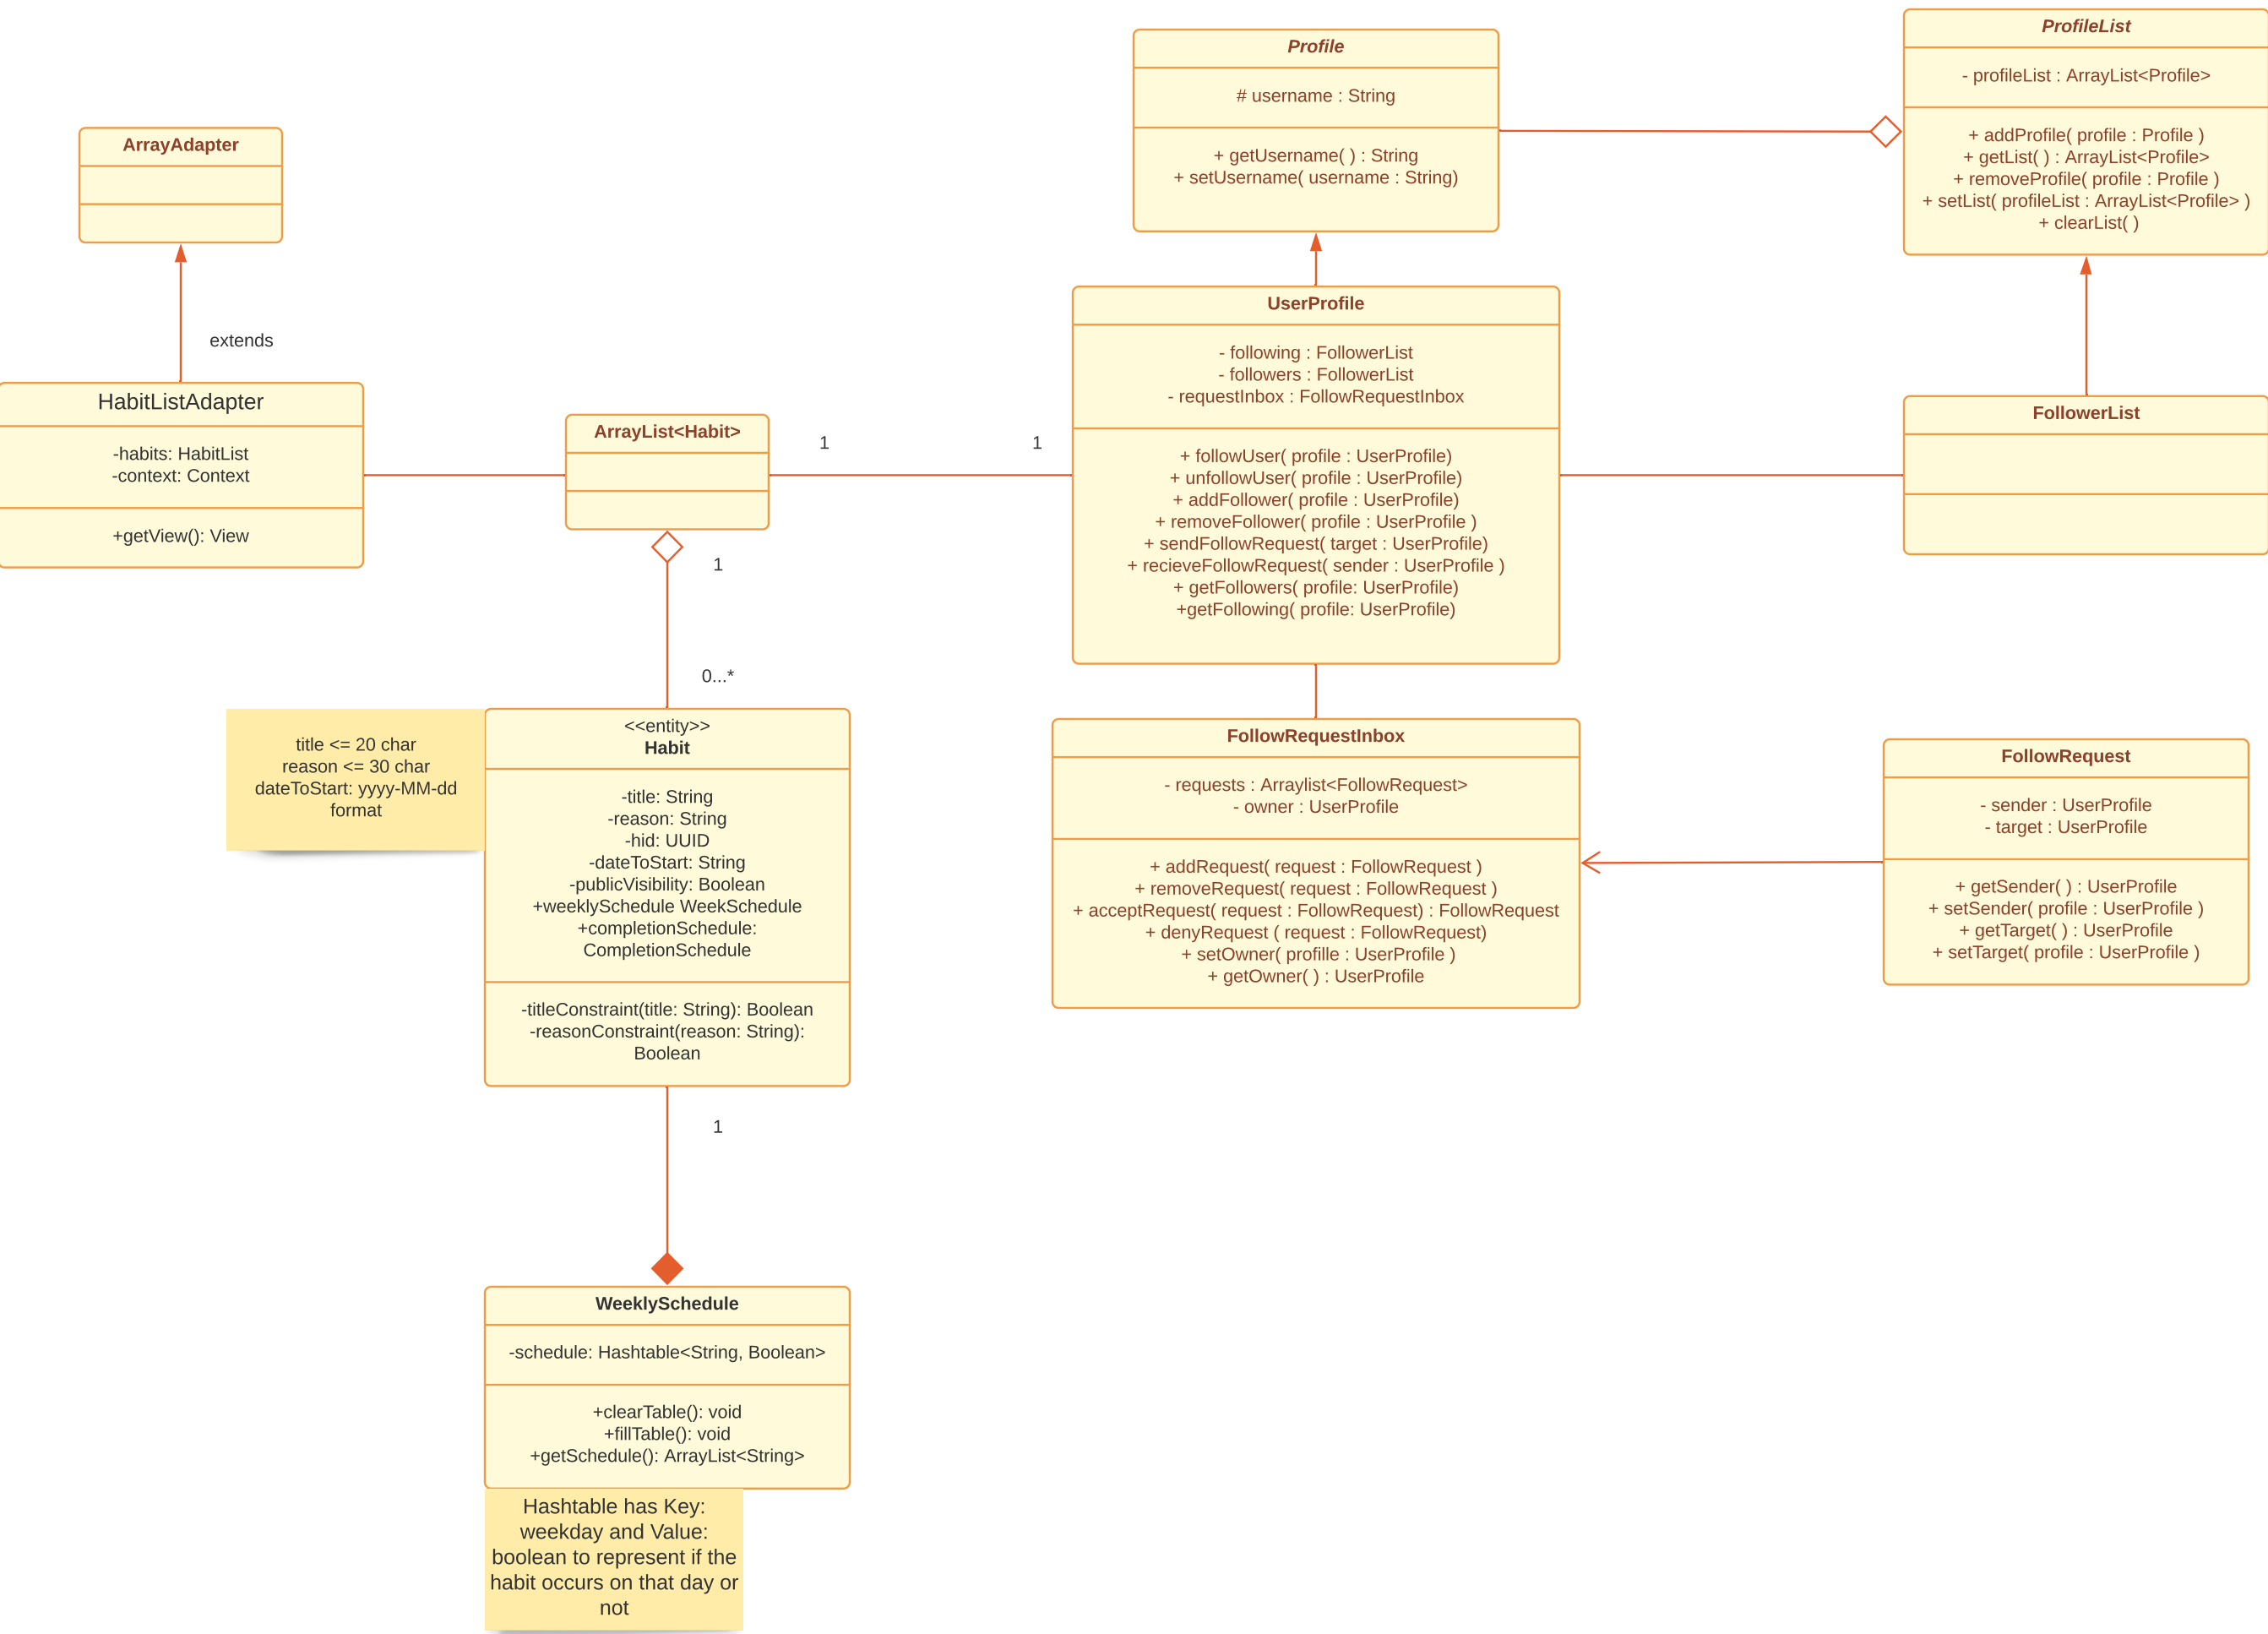 Profile
# username : String
+ getUsername( ) : String
+ setUsername( username : String)
ProfileList
- profileList : ArrayList<Profile>
+ addProfile( profile : Profile )
+ getList( ) : ArrayList<Profile>
+ removeProfile( profile : Profile )
+ setList( profileList : ArrayList<Profile> )
+ clearList( )
ArrayAdapter
extends
HabitListAdapter
-habits: HabitList
-context: Context
+getView(): View
ArrayList<Habit>
1
1
1
0...*
UserProfile
- following : FollowerList
- followers : FollowerList
- requestInbox : FollowRequestInbox
+ followUser( profile : UserProfile)
+ unfollowUser( profile : UserProfile)
+ addFollower( profile : UserProfile)
+ removeFollower( profile : UserProfile )
+ sendFollowRequest( target : UserProfile)
+ recieveFollowRequest( sender : UserProfile )
+ getFollowers( profile: UserProfile)
+getFollowing( profile: UserProfile)
FollowerList
title <= 20 char
reason <= 30 char
dateToStart: yyyy-MM-dd
format
<<entity>>
Habit
-title: String
-reason: String
-hid: UUID
-dateToStart: String
-publicVisibility: Boolean
+weeklySchedule WeekSchedule
+completionSchedule:
CompletionSchedule
-titleConstraint(title: String): Boolean
-reasonConstraint(reason: String):
Boolean
1
FollowRequestInbox
- requests : Arraylist<FollowRequest>
- owner : UserProfile
+ addRequest( request : FollowRequest )
+ removeRequest( request : FollowRequest )
+ acceptRequest( request : FollowRequest) : FollowRequest
+ denyRequest ( request : FollowRequest)
+ setOwner( profille : UserProfile )
+ getOwner( ) : UserProfile
FollowRequest
- sender : UserProfile
- target : UserProfile
+ getSender( ) : UserProfile
+ setSender( profile : UserProfile )
+ getTarget( ) : UserProfile
+ setTarget( profile : UserProfile )
WeeklySchedule
-schedule: Hashtable<String, Boolean>
+clearTable(): void
+fillTable(): void
+getSchedule(): ArrayList<String>
Hashtable has Key:
weekday and Value:
boolean to represent if the
habit occurs on that day or
not